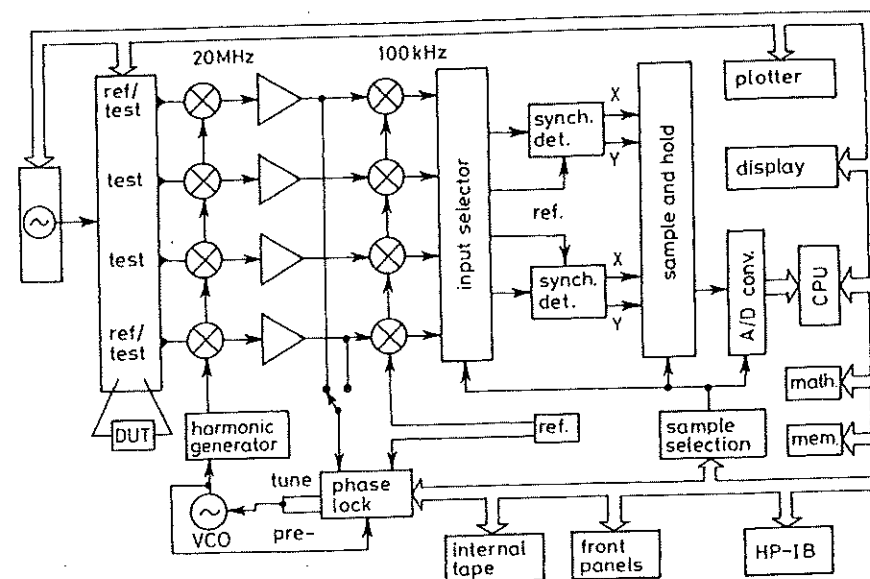 20MHz
100kHz
ref/
test
test
test
ref/
test
DUT
harmonic
generator
VCO
tune
pre-
phase
lock
ref.
input selector
synch.
det.
X
Y
ref.
synch.
det.
X
Y
sample and hold
A/D conv.
CPU
plotter
display
math.
mem.
sample
selection
internal
tape
front
panels
HP-IB